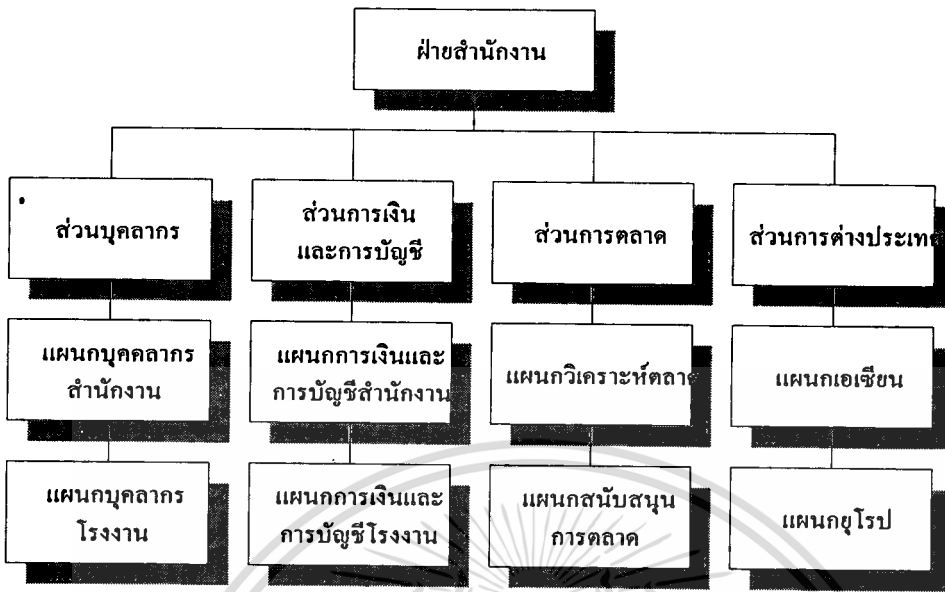 ฝ่ายสำนักงาน
ส่วนบุคลากร
ส่วนการเงิน
และการบัญชี
ส่วนการตลาด
ส่วนการต่างประเทศ
แผนกบุคคลากร
สำนักงาน
แผนกการเงินและ
การบัญชีสำนักงาน
แผนกวิเคราะห์ตลาด
แผนกเอเซียน
แผนกบุคลากร
โรงงาน
แผนกการเงินและ
การบัญชีโรงงาน
แผนกสนับสนุน
การตลาด
แผนกยุโรป